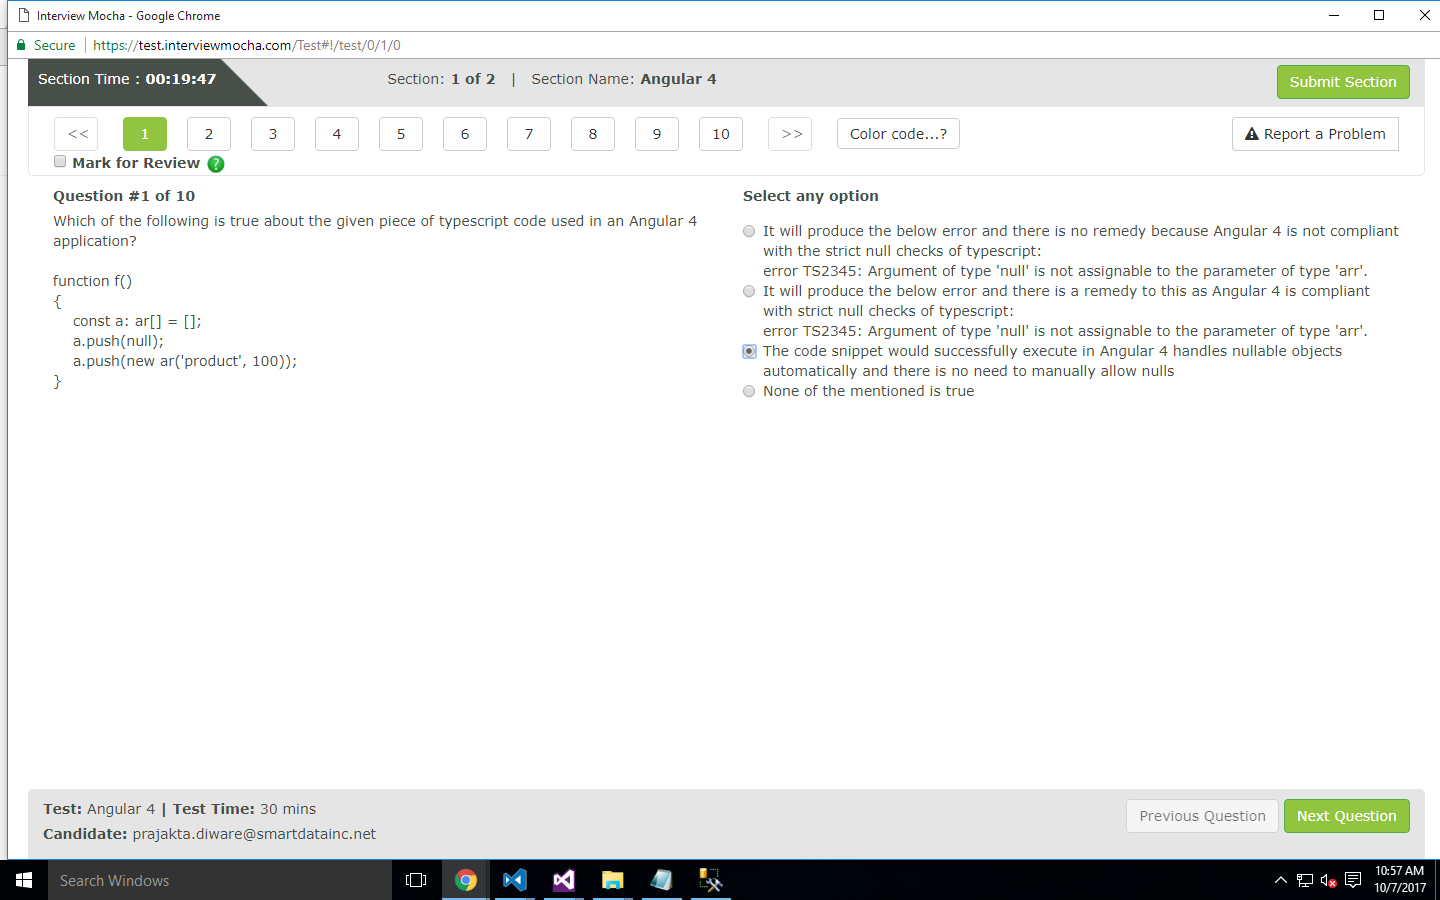 Interview Mocha - Google Chrome
Secure https://test.interviewmocha.com/Test#!/test/0/1/0
Section Time : 00:19:47
Section: 1 of 2 | Section Name: Angular 4
Submit Section
<< 1 2 3 4 5 6 7 8 9 10 >> Color code...? Report a Problem
Mark for Review ?
Question #1 of 10
Which of the following is true about the given piece of typescript code used in an Angular 4
application?
function f()
{
const a: ar[] = [];
a.push(null);
a.push(new ar('product', 100));
}
Select any option
It will produce the below error and there is no remedy because Angular 4 is not compliant
with the strict null checks of typescript:
error TS2345: Argument of type 'null' is not assignable to the parameter of type 'arr'.
It will produce the below error and there is a remedy to this as Angular 4 is compliant
with strict null checks of typescript:
error TS2345: Argument of type 'null' is not assignable to the parameter of type 'arr'.
The code snippet would successfully execute in Angular 4 handles nullable objects
automatically and there is no need to manually allow nulls
None of the mentioned is true
Test: Angular 4 | Test Time: 30 mins
Candidate: prajakta.diware@smartdatainc.net
Previous Question Next Question
Search Windows
10:57 AM
10/7/2017